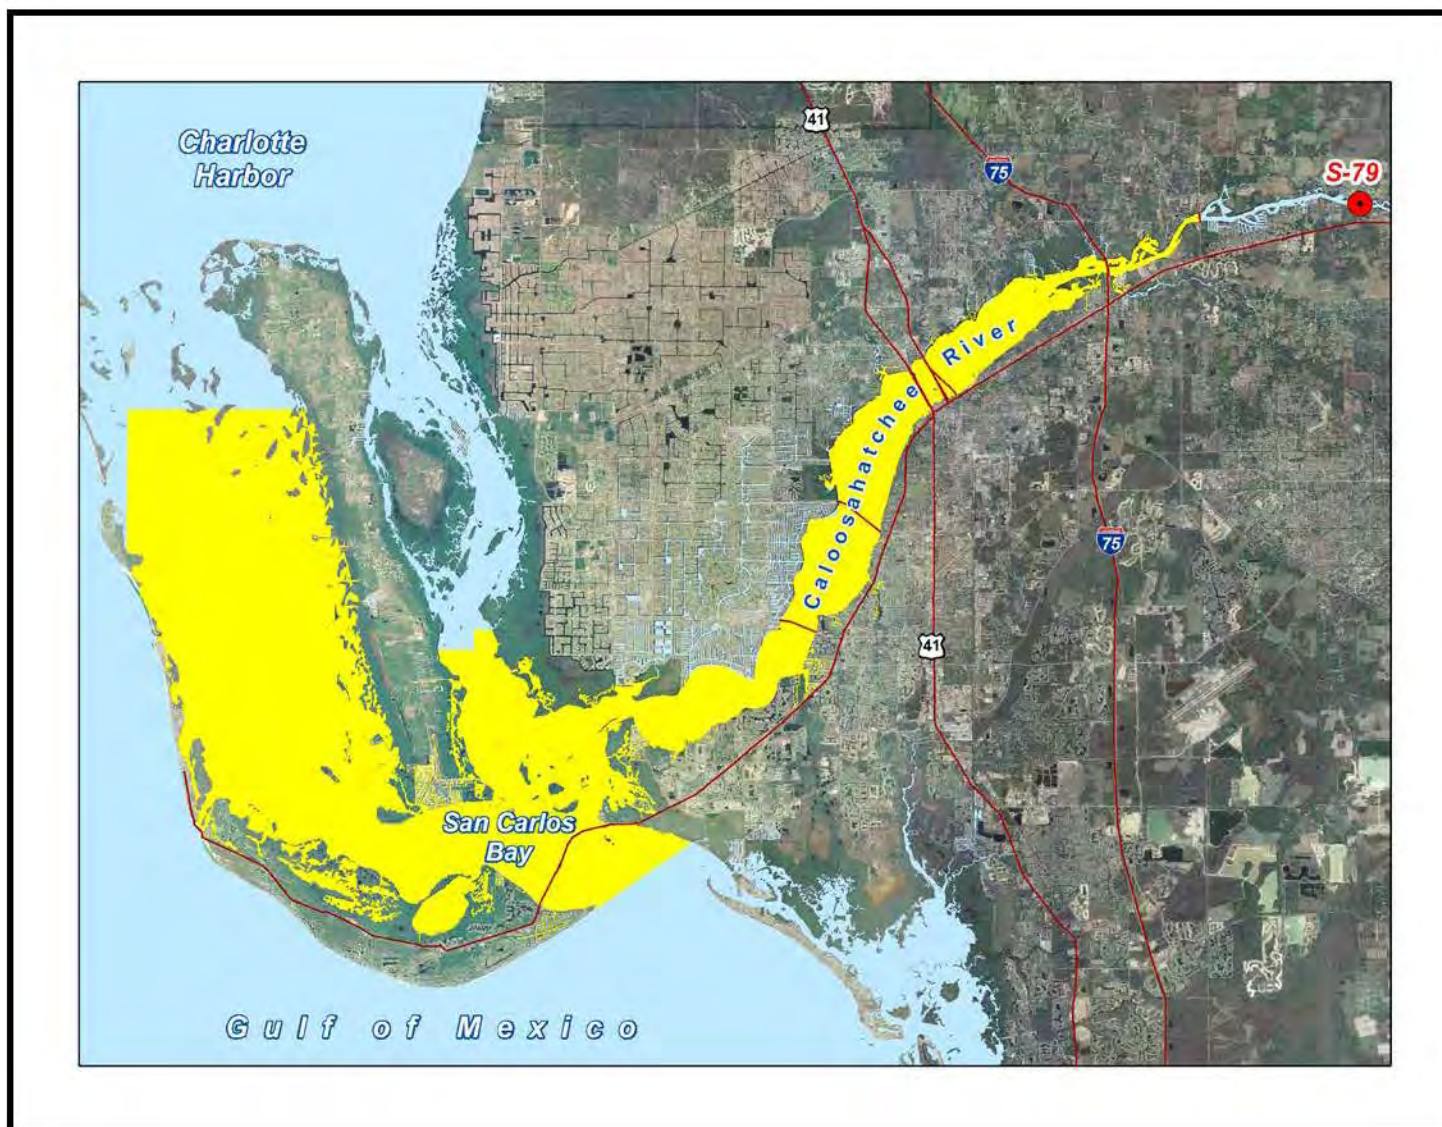 Charlotte
Harbor
41
75
S-79
Caloosahatchee River
75
41
San Carlos
Bay
Gulf of Mexico